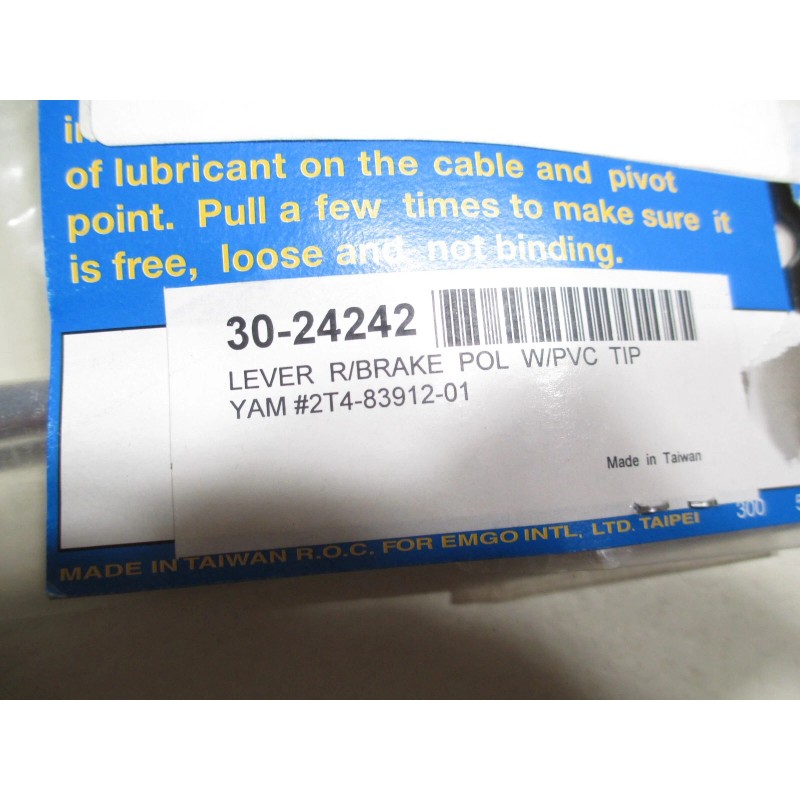 of lubricant on the cable and pivot
point. Pull a few times to make sure it
is free, loose and not binding.
30-24242
LEVER R/BRAKE POL W/PVC TIP
YAM #2T4-83912-01
Made in Taiwan
300
MADE IN TAIWAN R.O.C. FOR EMGO INTL. LTD. TAIPEI